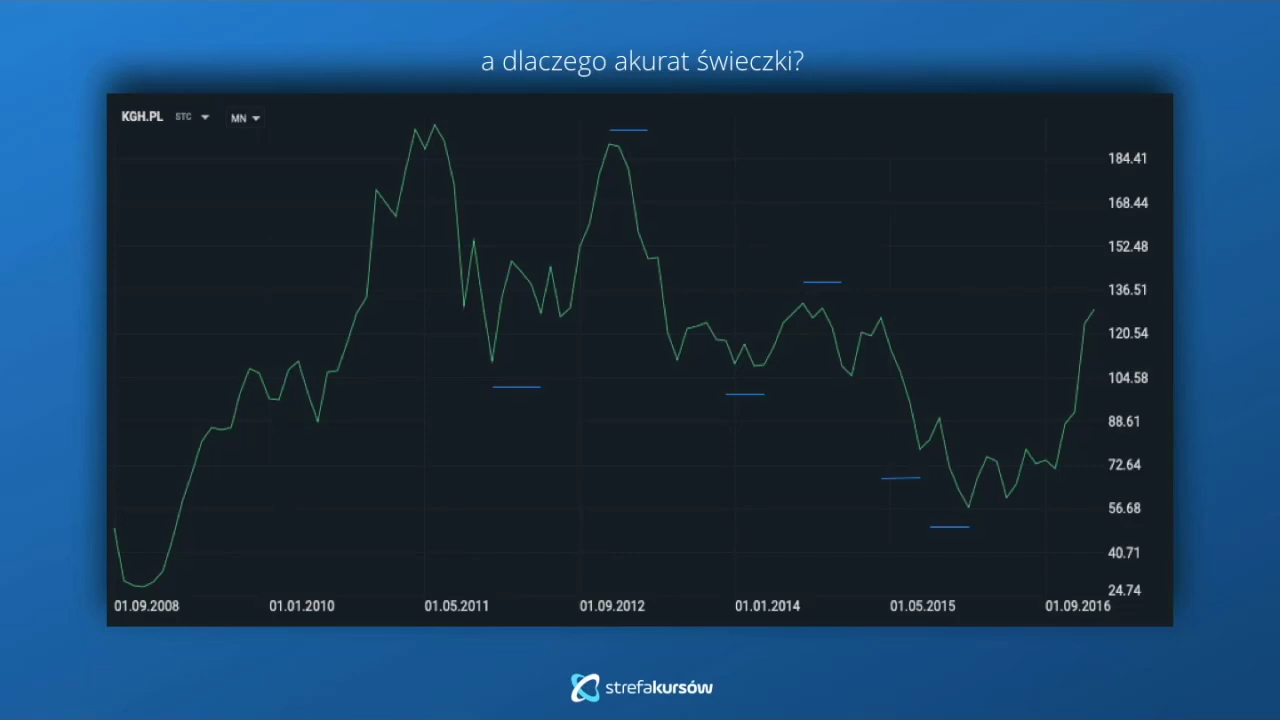 a dlaczego akurat świeczki?
KGH.PL STC MN
184.41
168.44
152.48
136.51
120.54
104.58
88.61
72.64
56.68
40.71
24.74
01.09.2008 01.01.2010 01.05.2011 01.09.2012 01.01.2014 01.05.2015 01.09.2016
strefakursów